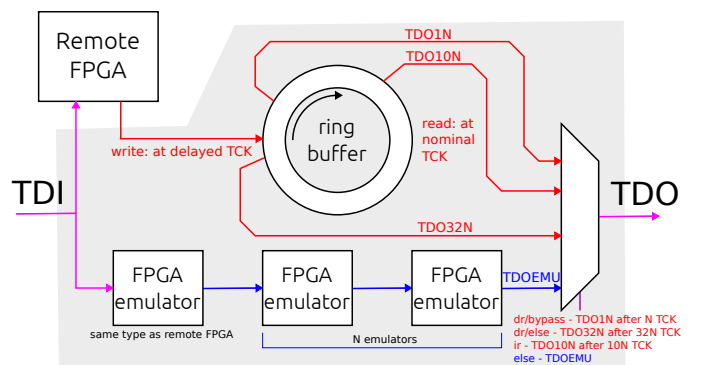 Remote
FPGA
TDO1N
TDO10N
ring
buffer
read: at
nominal
TCK
write: at delayed TCK
TDI
TDO
TDO32N
FPGA
emulator
FPGA
emulator
FPGA
emulator
TDOEMU
same type as remote FPGA
N emulators
dr/bypass - TDO1N after N TCK
dr/else - TDO32N after 32N TCK
ir - TDO10N after 10N TCK
else - TDOEMU